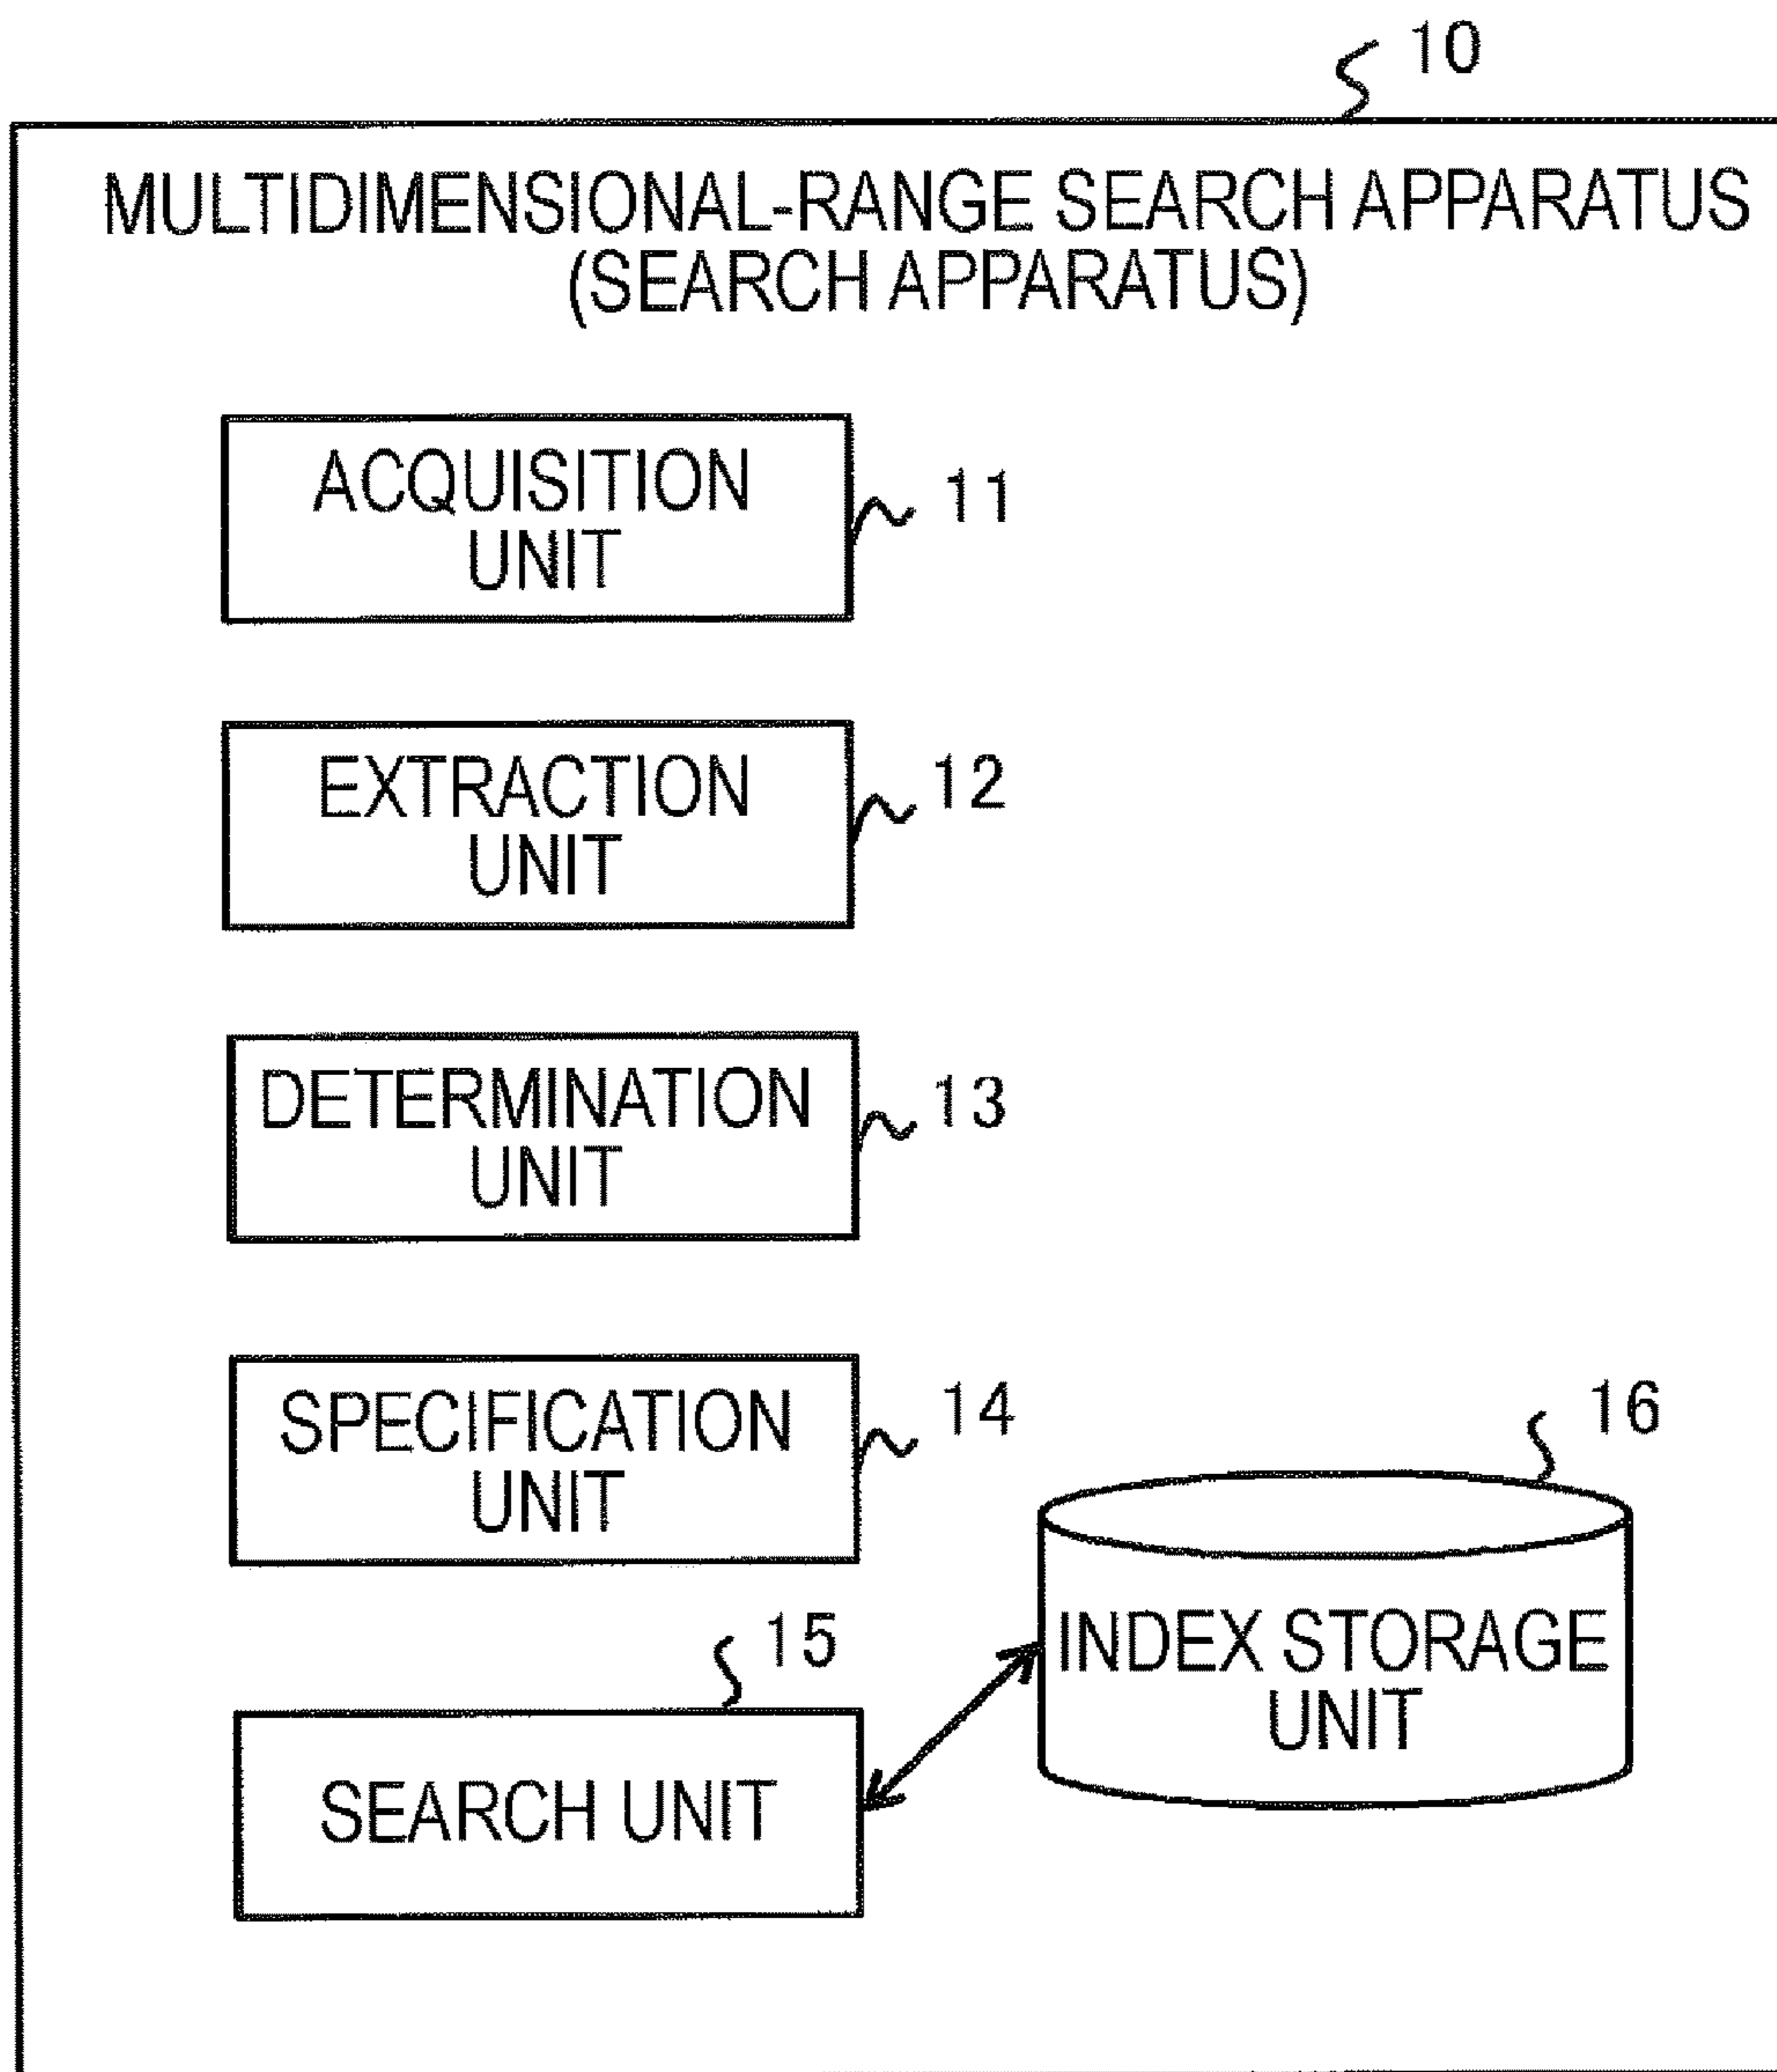 10
MULTIDIMENSIONAL-RANGE SEARCH APPARATUS
(SEARCH APPARATUS)
ACQUISITION
UNIT
11
EXTRACTION
UNIT
12
DETERMINATION
UNIT
13
SPECIFICATION
UNIT
14
16
INDEX STORAGE
UNIT
15
SEARCH UNIT